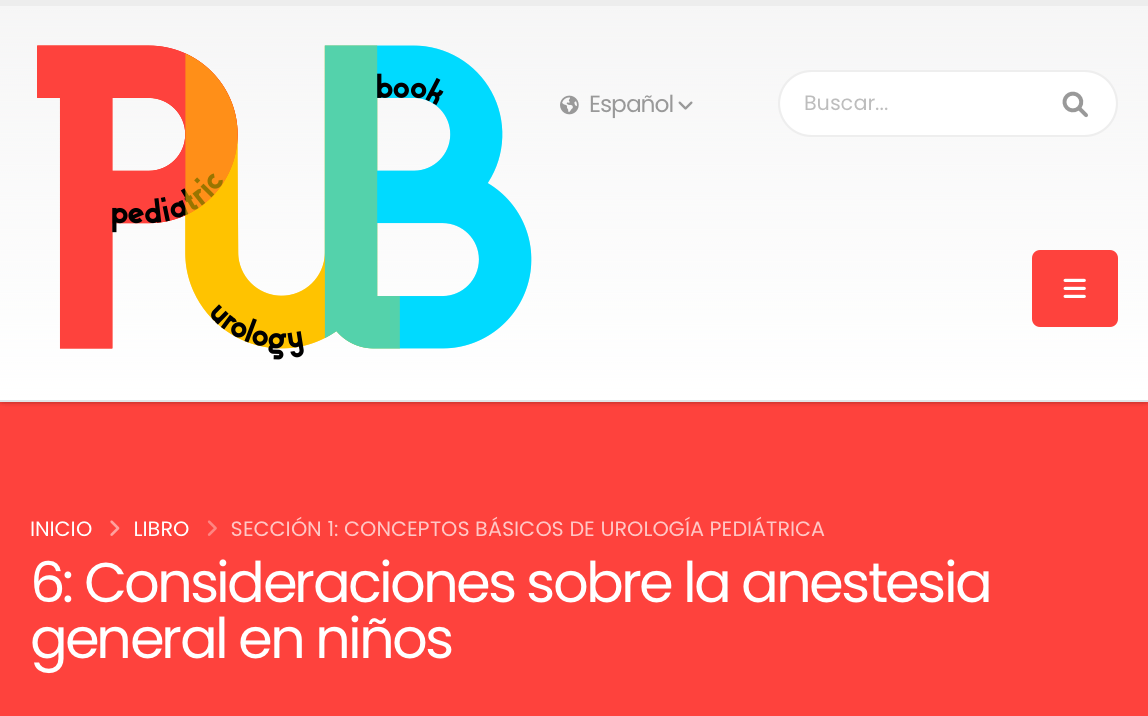 PUB
book
pediatric
urology
Español
Buscar...
INICIO > LIBRO > SECCIÓN 1: CONCEPTOS BÁSICOS DE UROLOGÍA PEDIÁTRICA
6: Consideraciones sobre la anestesia
general en niños